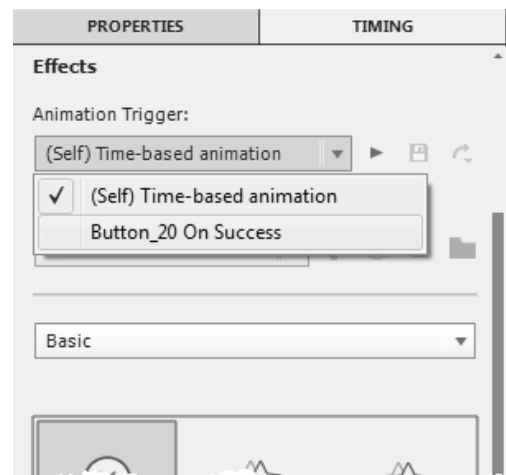 PROPERTIES TIMING
Effects
Animation Trigger:
(Self) Time-based animation
(Self) Time-based animation
Button_20 On Success
Basic